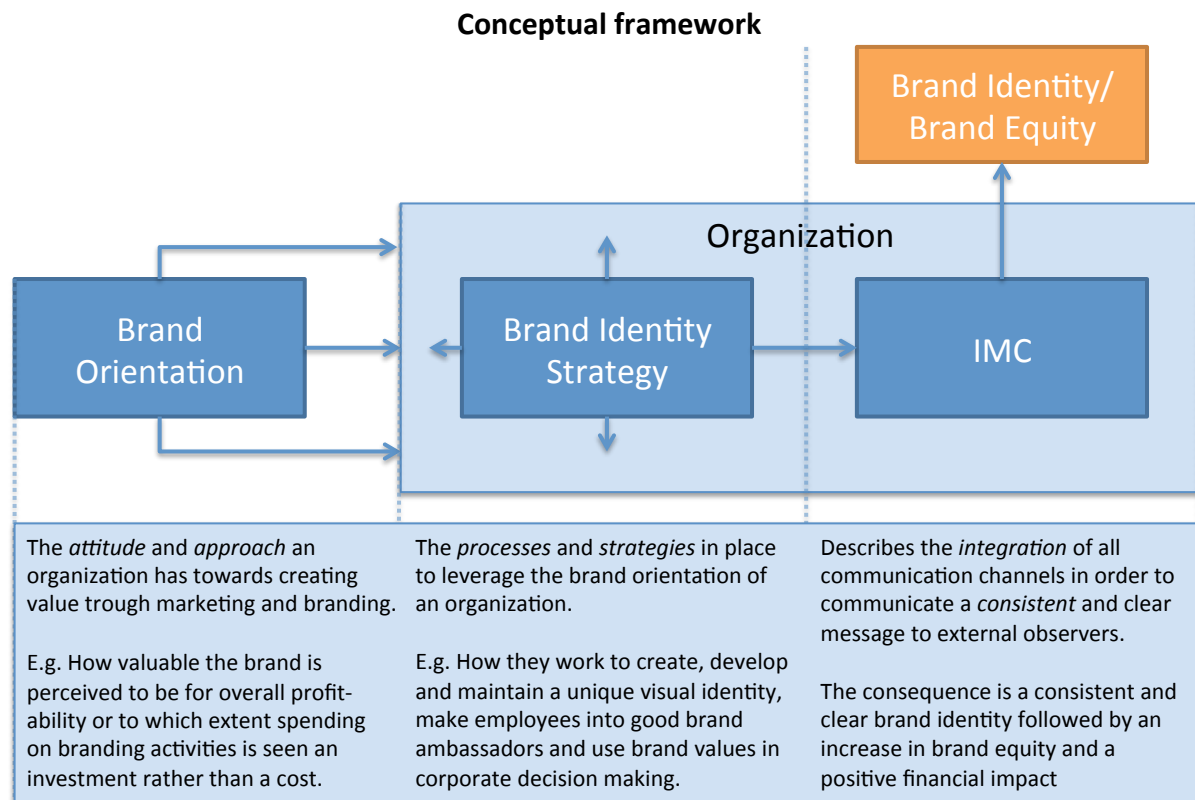 Conceptual framework
Brand Identity/
Brand Equity
Organization
Brand
Orientation
Brand Identity
Strategy
IMC
The attitude and approach an
organization has towards creating
value trough marketing and branding.
E.g. How valuable the brand is
perceived to be for overall profit-
ability or to which extent spending
on branding activities is seen an
investment rather than a cost.
The processes and strategies in place
to leverage the brand orientation of
an organization.
E.g. How they work to create, develop
and maintain a unique visual identity,
make employees into good brand
ambassadors and use brand values in
corporate decision making.
Describes the integration of all
communication channels in order to
communicate a consistent and clear
message to external observers.
The consequence is a consistent and
clear brand identity followed by an
increase in brand equity and a
positive financial impact